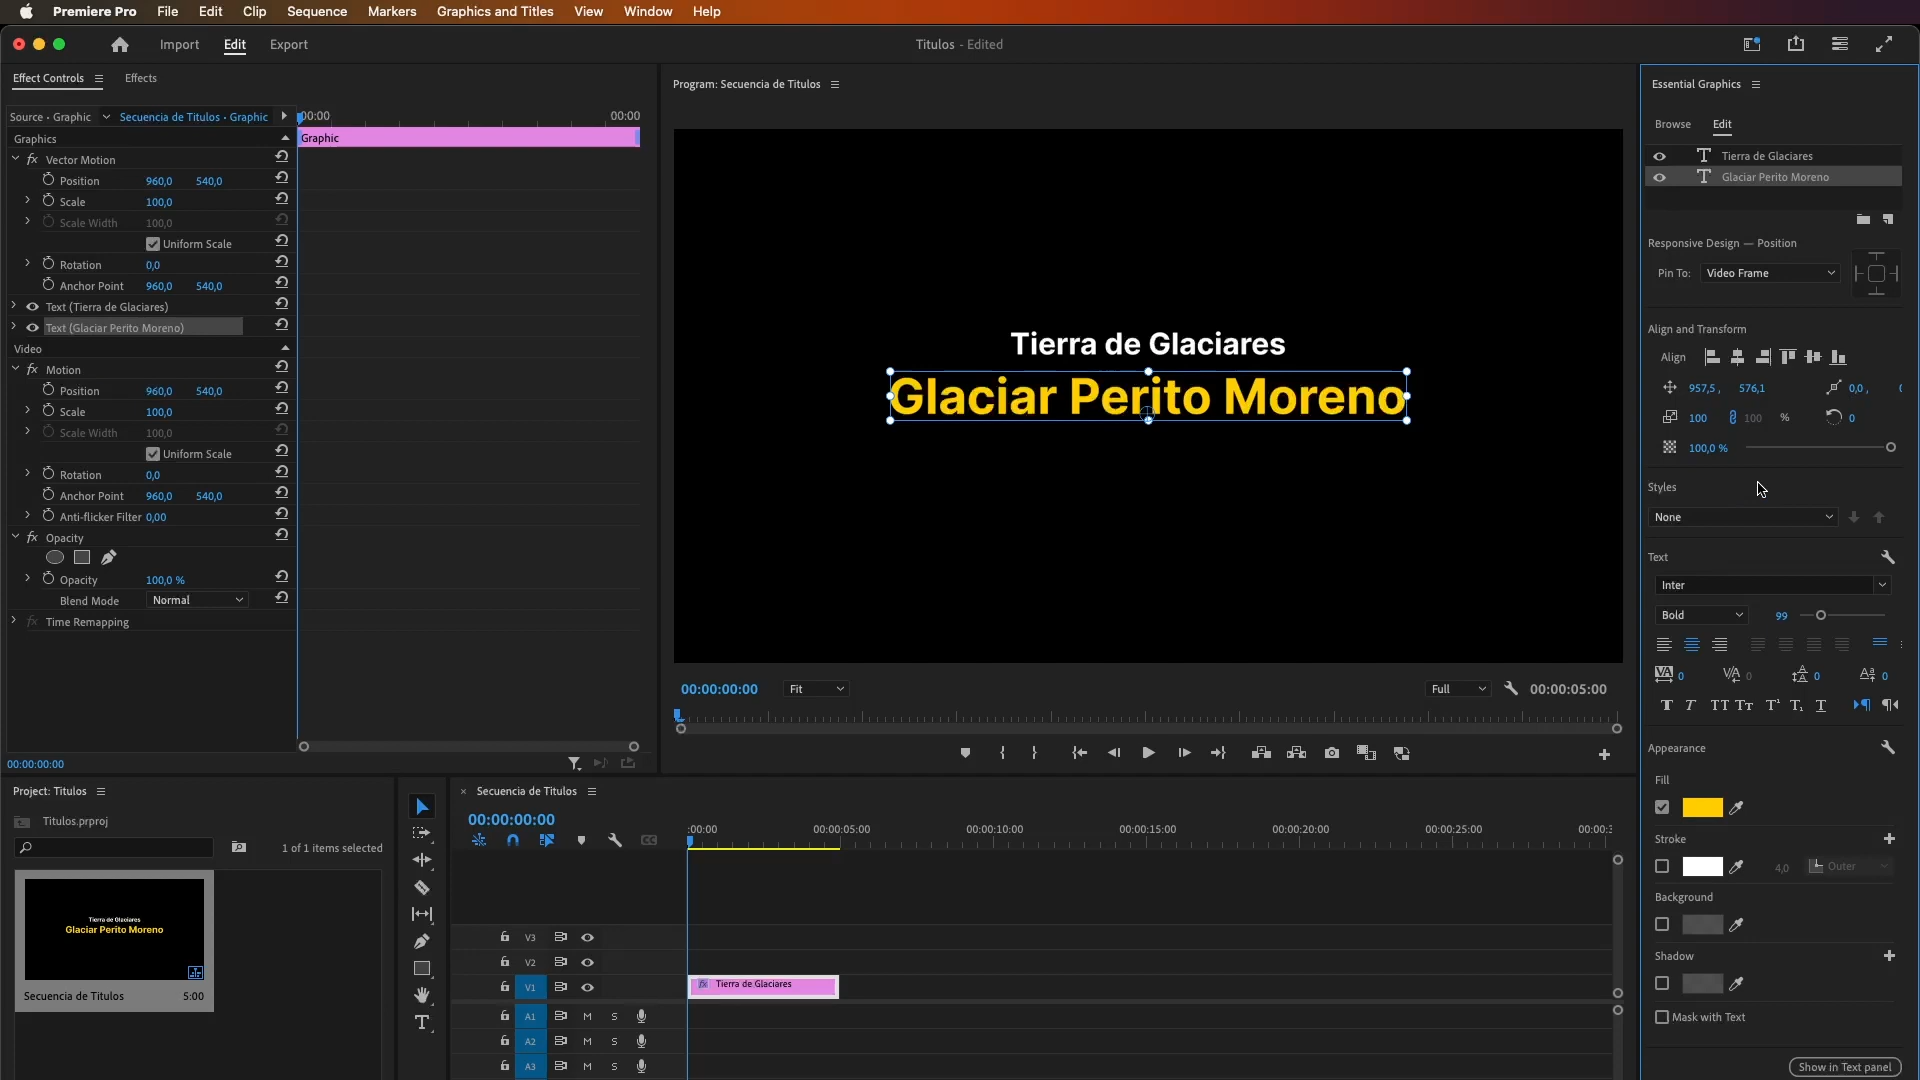 Premiere Pro File Edit Clip Sequence Markers Graphics and Titles View Window Help
Import Edit Export
Titulos - Edited
Effect Controls Effects
Source · Graphic Secuencia de Titulos · Graphic
00:00 00:00
Graphics
Graphic
Vector Motion
Position 960,0 540,0
Scale 100,0
Scale Width 100,0
Uniform Scale
Rotation 0,0
Anchor Point 960,0 540,0
Text (Tierra de Glaciares)
Text (Glaciar Perito Moreno)
Video
Motion
Position 960,0 540,0
Scale 100,0
Scale Width 100,0
Uniform Scale
Rotation 0,0
Anchor Point 960,0 540,0
Anti-flicker Filter 0,00
Opacity
Opacity 100,0 %
Blend Mode Normal
Time Remapping
00:00:00:00
Program: Secuencia de Titulos
Tierra de Glaciares
Glaciar Perito Moreno
00:00:00:00 Fit Full 00:00:05:00
Essential Graphics
Browse Edit
Tierra de Glaciares
Glaciar Perito Moreno
Responsive Design — Position
Pin To: Video Frame
Align and Transform
Align
957,5 , 576,1 0,0 ,
100 100 % 0
100,0 %
Styles
None
Text
Inter
Bold 99
0 0 0 0
Appearance
Fill
Stroke
4,0 Outer
Background
Shadow
Mask with Text
Show in Text panel
Project: Titulos
Titulos.prproj
1 of 1 items selected
Tierra de Glaciares
Glaciar Perito Moreno
Secuencia de Titulos 5:00
Secuencia de Titulos
00:00:00:00
:00:00 00:00:05:00 00:00:10:00 00:00:15:00 00:00:20:00 00:00:25:00 00:00:3
V3
V2
V1 Tierra de Glaciares
A1 M S
A2 M S
A3 M S